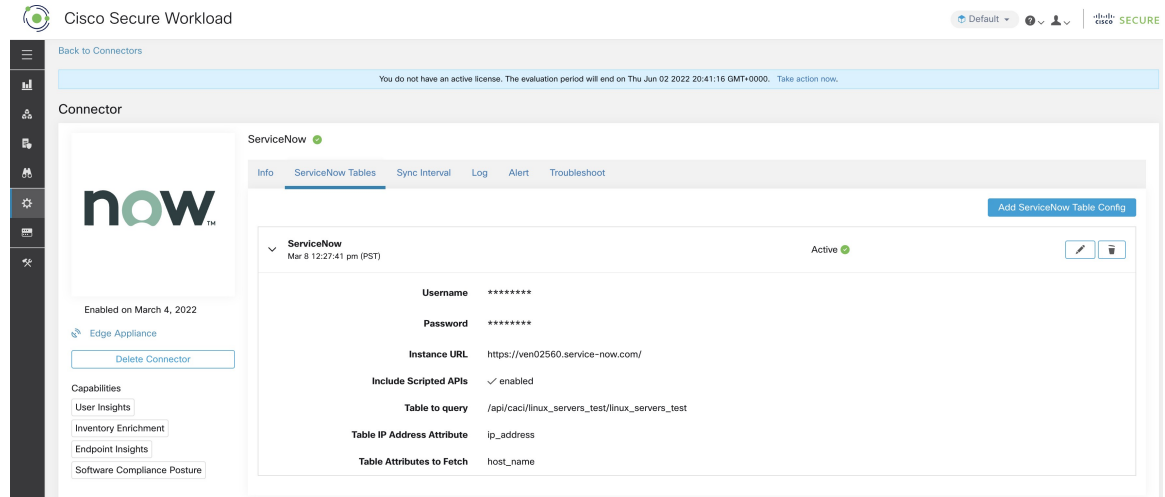 Cisco Secure Workload
Default
CISCO SECURE
Back to Connectors
You do not have an active license. The evaluation period will end on Thu Jun 02 2022 20:41:16 GMT+0000. Take action now.
Connector
now
TM
ServiceNow
Info ServiceNow Tables Sync Interval Log Alert Troubleshoot
Add ServiceNow Table Config
ServiceNow
Mar 8 12:27:41 pm (PST)
Active
Username ********
Password ********
Instance URL https://ven02560.service-now.com/
Include Scripted APIs ✓ enabled
Table to query /api/caci/linux_servers_test/linux_servers_test
Table IP Address Attribute ip_address
Table Attributes to Fetch host_name
Enabled on March 4, 2022
Edge Appliance
Delete Connector
Capabilities
User Insights
Inventory Enrichment
Endpoint Insights
Software Compliance Posture